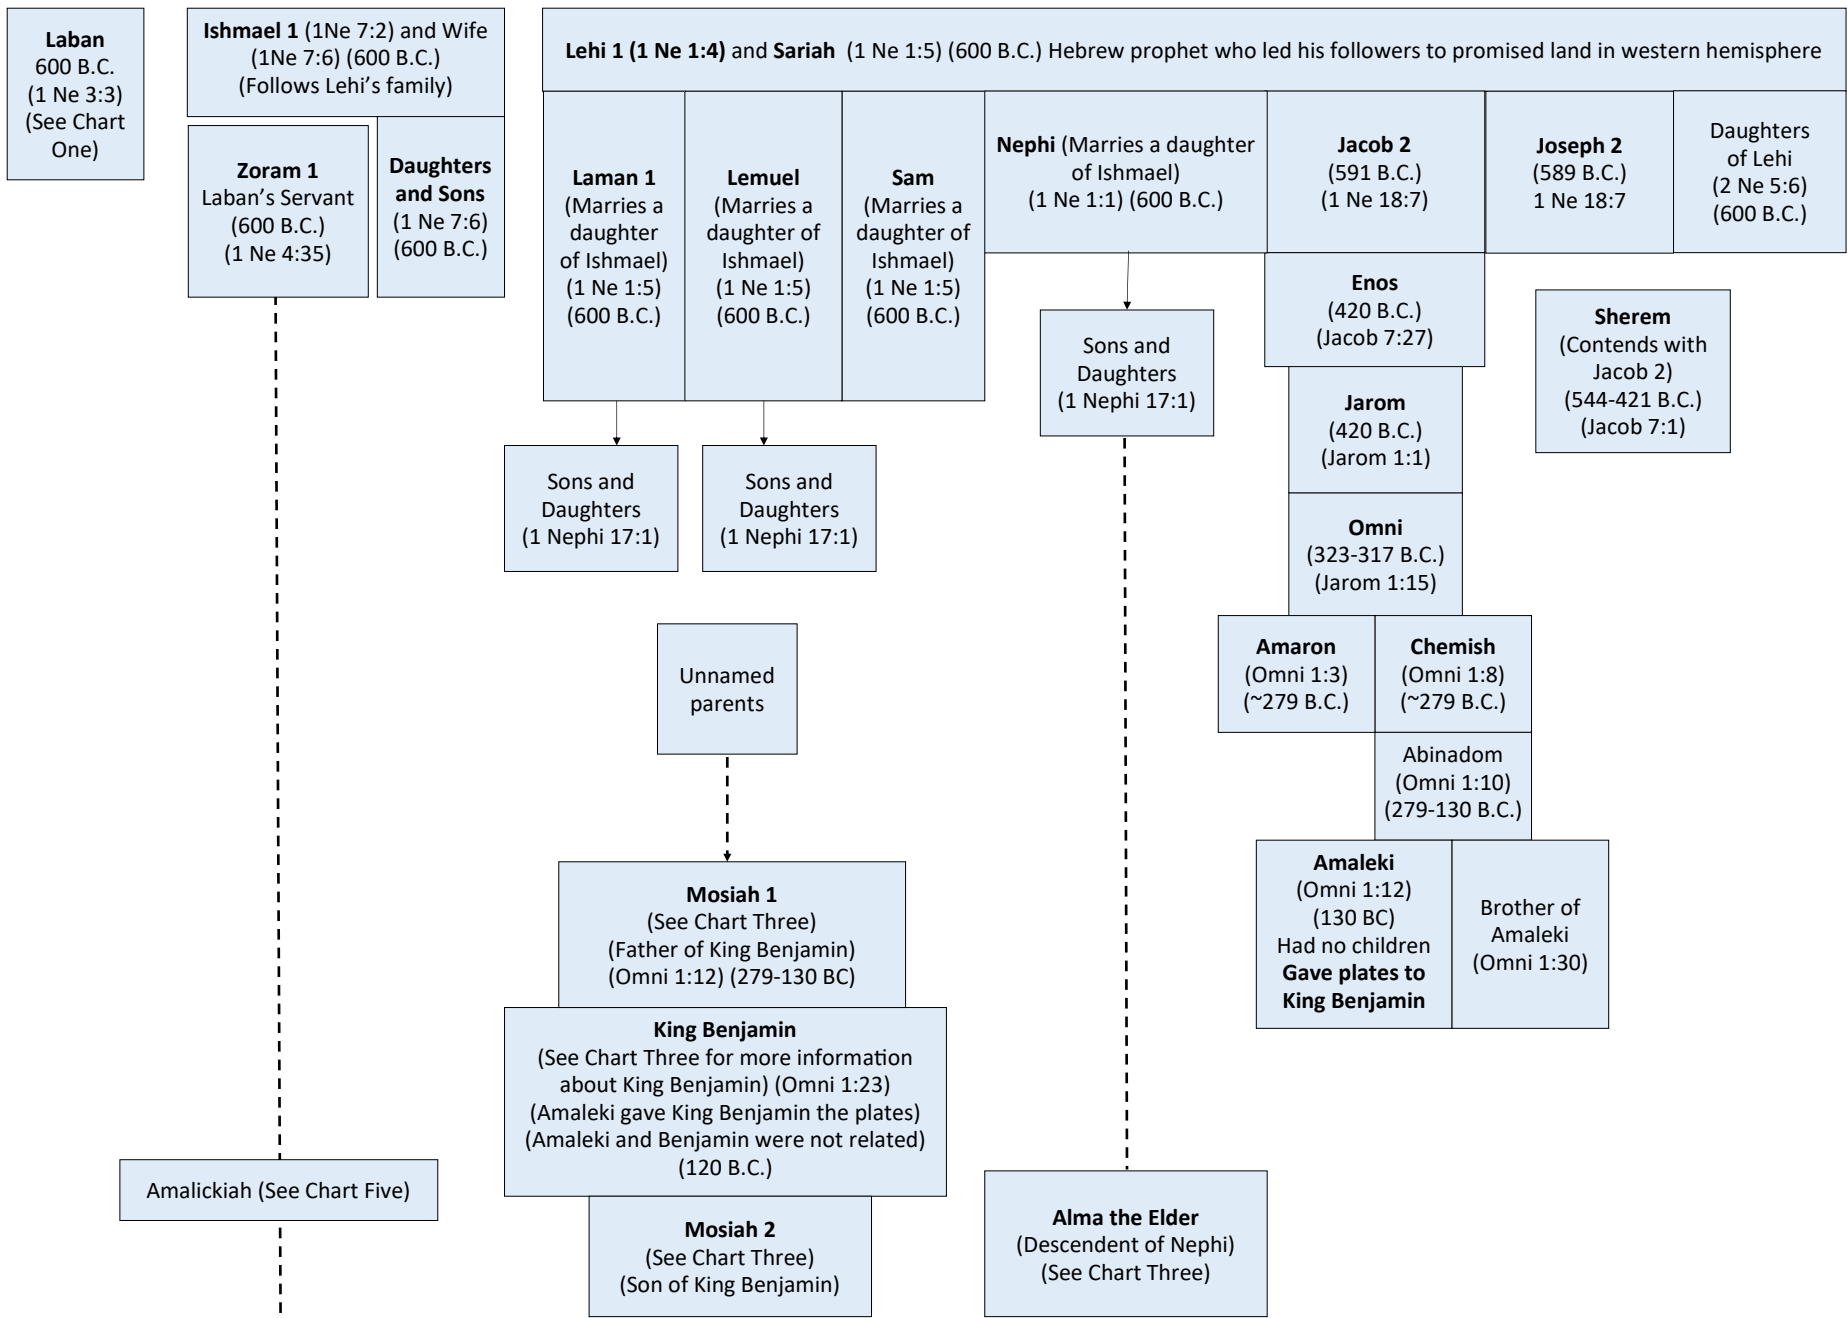 Laban
600 B.C.
(1 Ne 3:3)
(See Chart
One)
Ishmael 1 (1Ne 7:2) and Wife
(1Ne 7:6) (600 B.C.)
(Follows Lehi’s family)
Zoram 1
Laban’s Servant
(600 B.C.)
(1 Ne 4:35)
Daughters
and Sons
(1 Ne 7:6)
(600 B.C.)
Lehi 1 (1 Ne 1:4) and Sariah (1 Ne 1:5) (600 B.C.) Hebrew prophet who led his followers to promised land in western hemisphere
Laman 1
(Marries a
daughter
of Ishmael)
(1 Ne 1:5)
(600 B.C.)
Lemuel
(Marries a
daughter of
Ishmael)
(1 Ne 1:5)
(600 B.C.)
Sam
(Marries a
daughter of
Ishmael)
(1 Ne 1:5)
(600 B.C.)
Nephi (Marries a daughter
of Ishmael)
(1 Ne 1:1) (600 B.C.)
Jacob 2
(591 B.C.)
(1 Ne 18:7)
Joseph 2
(589 B.C.)
1 Ne 18:7
Daughters
of Lehi
(2 Ne 5:6)
(600 B.C.)
Enos
(420 B.C.)
(Jacob 7:27)
Sherem
(Contends with
Jacob 2)
(544-421 B.C.)
(Jacob 7:1)
Sons and
Daughters
(1 Nephi 17:1)
Jarom
(420 B.C.)
(Jarom 1:1)
Sons and
Daughters
(1 Nephi 17:1)
Sons and
Daughters
(1 Nephi 17:1)
Omni
(323-317 B.C.)
(Jarom 1:15)
Amaron
(Omni 1:3)
(~279 B.C.)
Chemish
(Omni 1:8)
(~279 B.C.)
Unnamed
parents
Abinadom
(Omni 1:10)
(279-130 B.C.)
Amaleki
(Omni 1:12)
(130 BC)
Had no children
Gave plates to
King Benjamin
Brother of
Amaleki
(Omni 1:30)
Mosiah 1
(See Chart Three)
(Father of King Benjamin)
(Omni 1:12) (279-130 BC)
King Benjamin
(See Chart Three for more information
about King Benjamin) (Omni 1:23)
(Amaleki gave King Benjamin the plates)
(Amaleki and Benjamin were not related)
(120 B.C.)
Amalickiah (See Chart Five)
Mosiah 2
(See Chart Three)
(Son of King Benjamin)
Alma the Elder
(Descendent of Nephi)
(See Chart Three)